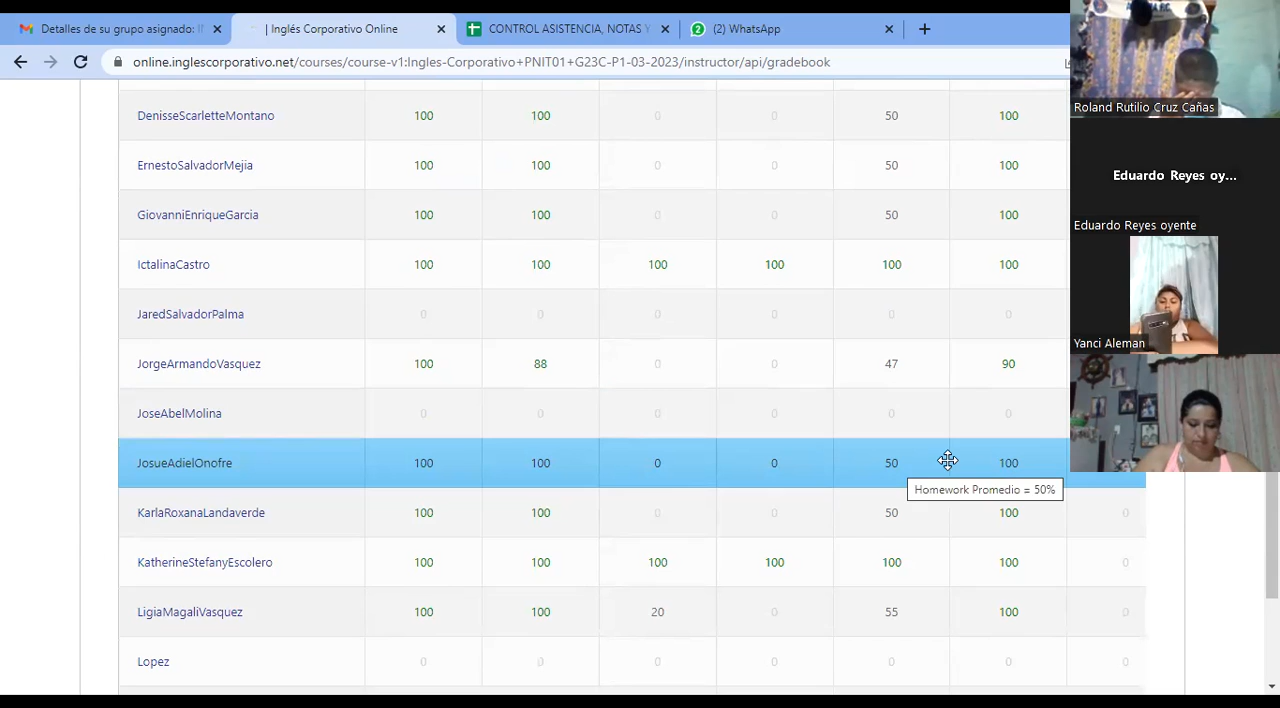 Detalles de su grupo asignado: I
| Inglés Corporativo Online
CONTROL ASISTENCIA, NOTAS Y
2
(2) WhatsApp
online.inglescorporativo.net/courses/course-v1:Ingles-Corporativo+PNIT01+G23C-P1-03-2023/instructor/api/gradebook
DenisseScarletteMontano 100 100 0 0 50 100
ErnestoSalvadorMejia 100 100 0 0 50 100
GiovanniEnriqueGarcia 100 100 0 0 50 100
IctalinaCastro 100 100 100 100 100 100
JaredSalvadorPalma 0 0 0 0 0 0
JorgeArmandoVasquez 100 88 0 0 47 90
JoseAbelMolina 0 0 0 0 0 0
JosueAdielOnofre 100 100 0 0 50 100
Homework Promedio = 50%
KarlaRoxanaLandaverde 100 100 0 0 50 100 0
KatherineStefanyEscolero 100 100 100 100 100 100 0
LigiaMagaliVasquez 100 100 20 0 55 100 0
Lopez 0 0 0 0 0 0 0
Roland Rutilio Cruz Cañas
Eduardo Reyes oy...
Eduardo Reyes oyente
Yanci Aleman